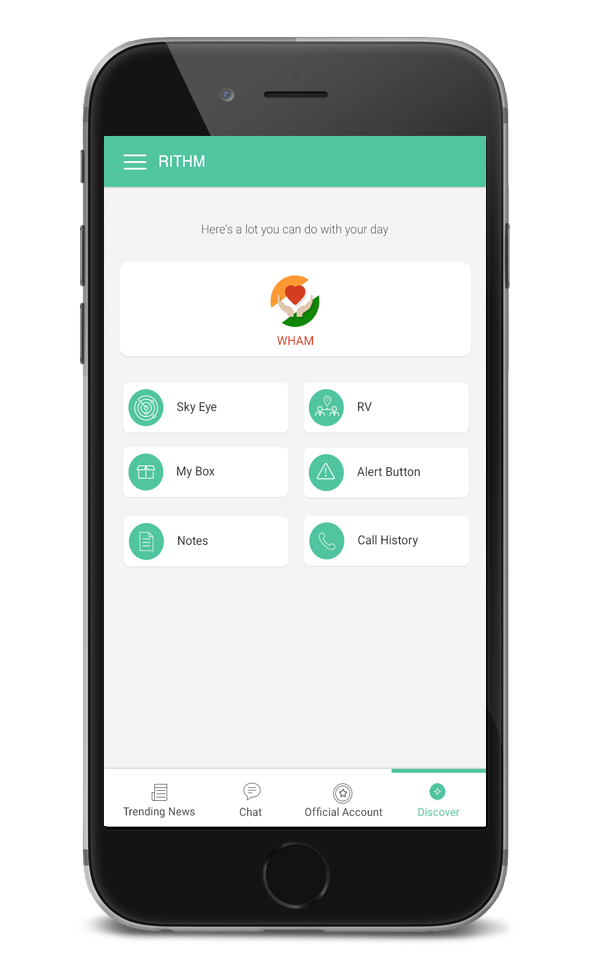 RITHM
Here's a lot you can do with your day
WHAM
Sky Eye
RV
My Box
Alert Button
Notes
Call History
Trending News
Chat
Official Account
Discover